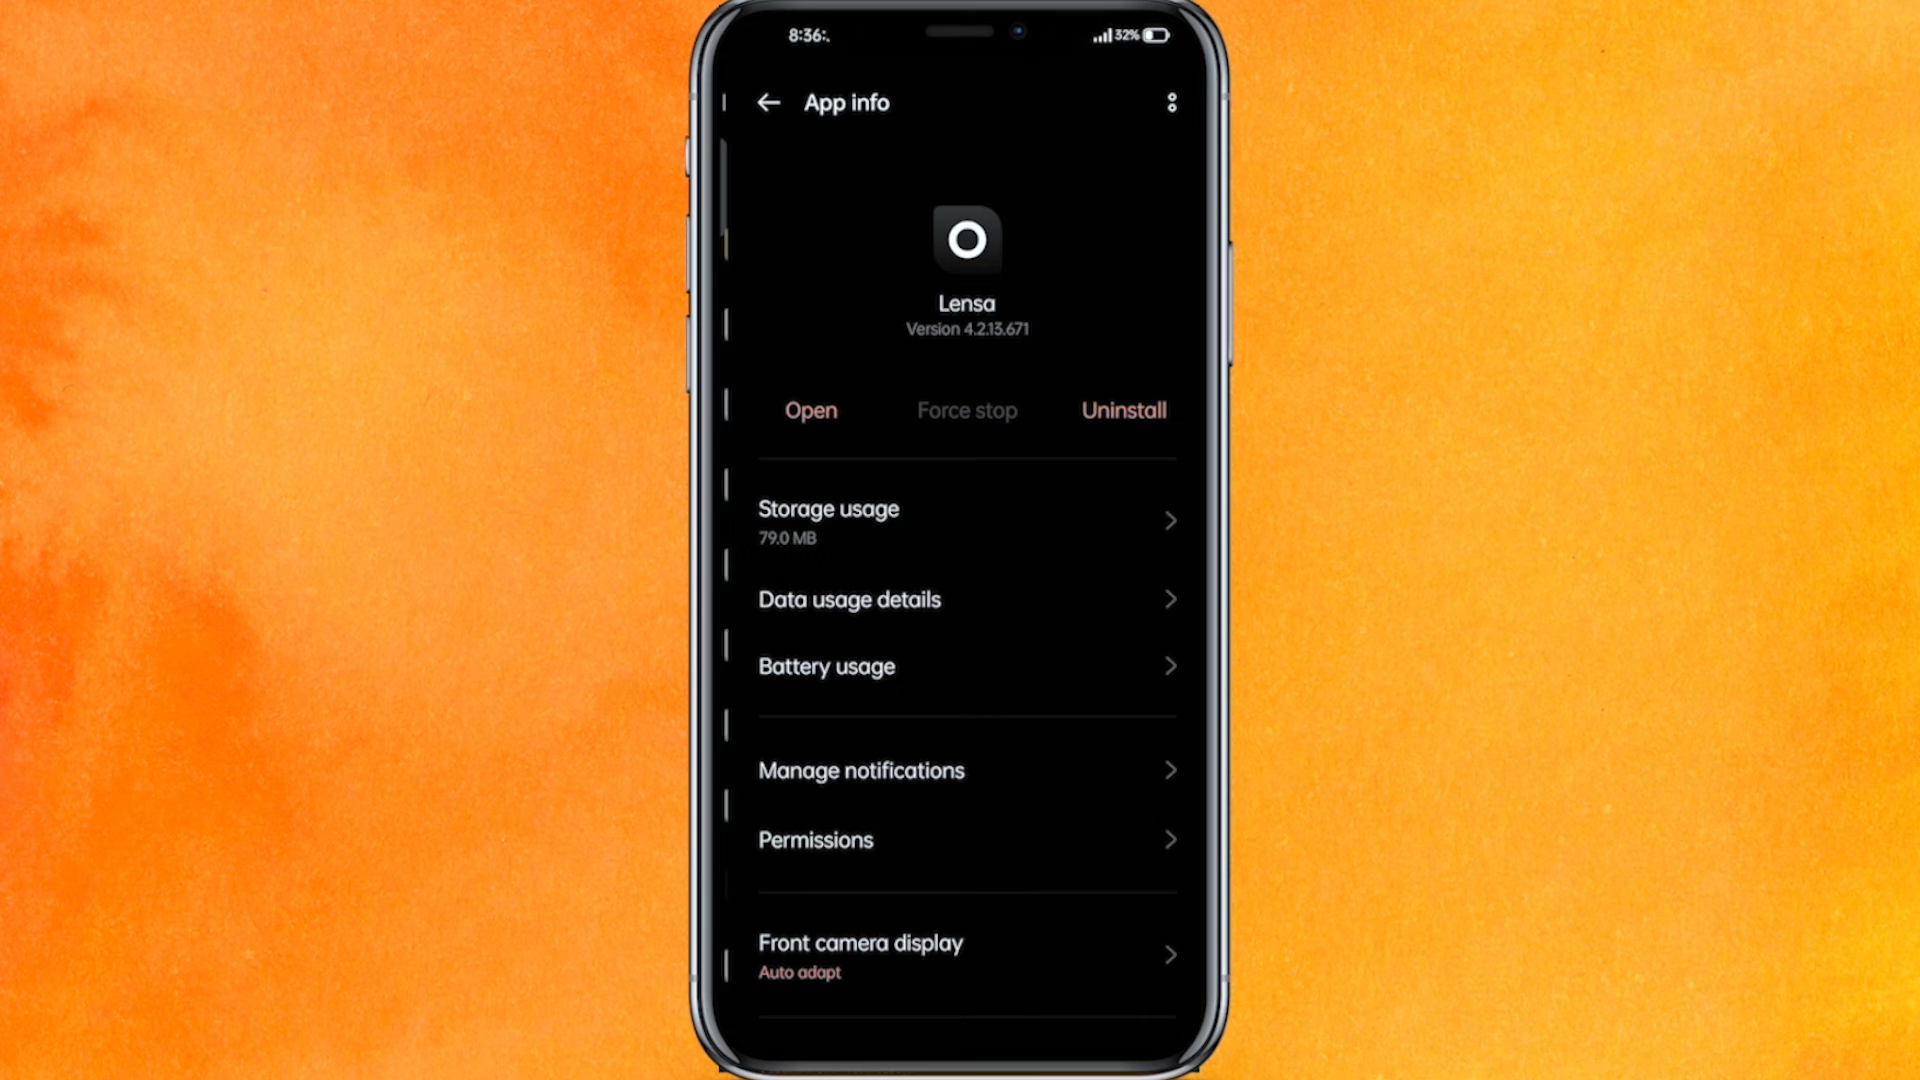 8:36
32%
App info
Lensa
Version 4.2.13.671
Open
Force stop
Uninstall
Storage usage
79.0 MB
Data usage details
Battery usage
Manage notifications
Permissions
Front camera display
Auto adapt